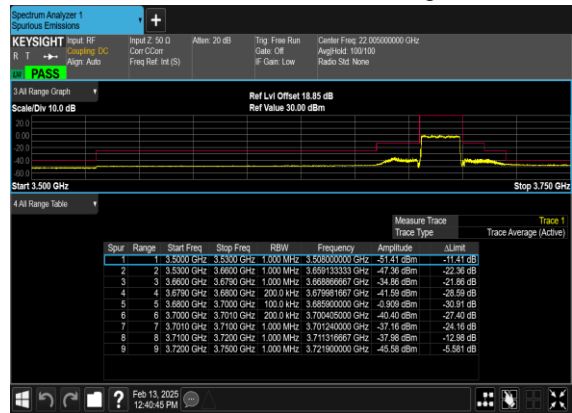 Spectrum Analyzer 1
Spurious Emissions
KEYSIGHT Input: RF Input Z: 50 Ω Atten: 20 dB Trig: Free Run Center Freq: 22.005000000 GHz
R T Coupling: DC Corr CCorr Gate: Off Avg|Hold: 100/100
Align: Auto Freq Ref: Int (S) IF Gain: Low Radio Std: None
PASS
3 All Range Graph Ref Lvl Offset 18.85 dB
Scale/Div 10.0 dB Ref Value 30.00 dBm
20.0
0.00
-20.0
-40.0
-60.0
Start 3.500 GHz Stop 3.750 GHz
4 All Range Table
Measure Trace Trace 1
Trace Type Trace Average (Active)
Spur Range Start Freq Stop Freq RBW Frequency Amplitude ΔLimit
1 1 3.5000 GHz 3.5300 GHz 1.000 MHz 3.508000000 GHz -51.41 dBm -11.41 dB
2 2 3.5300 GHz 3.6600 GHz 1.000 MHz 3.659133333 GHz -47.36 dBm -22.36 dB
3 3 3.6600 GHz 3.6790 GHz 1.000 MHz 3.668866667 GHz -34.86 dBm -21.86 dB
4 4 3.6790 GHz 3.6800 GHz 200.0 kHz 3.679981667 GHz -41.59 dBm -28.59 dB
5 5 3.6800 GHz 3.7000 GHz 100.0 kHz 3.685900000 GHz -0.909 dBm -30.91 dB
6 6 3.7000 GHz 3.7010 GHz 200.0 kHz 3.700405000 GHz -40.40 dBm -27.40 dB
7 7 3.7010 GHz 3.7100 GHz 1.000 MHz 3.701240000 GHz -37.16 dBm -24.16 dB
8 8 3.7100 GHz 3.7200 GHz 1.000 MHz 3.711316667 GHz -37.98 dBm -12.98 dB
9 9 3.7200 GHz 3.7500 GHz 1.000 MHz 3.721900000 GHz -45.58 dBm -5.581 dB
? Feb 13, 2025
12:40:45 PM